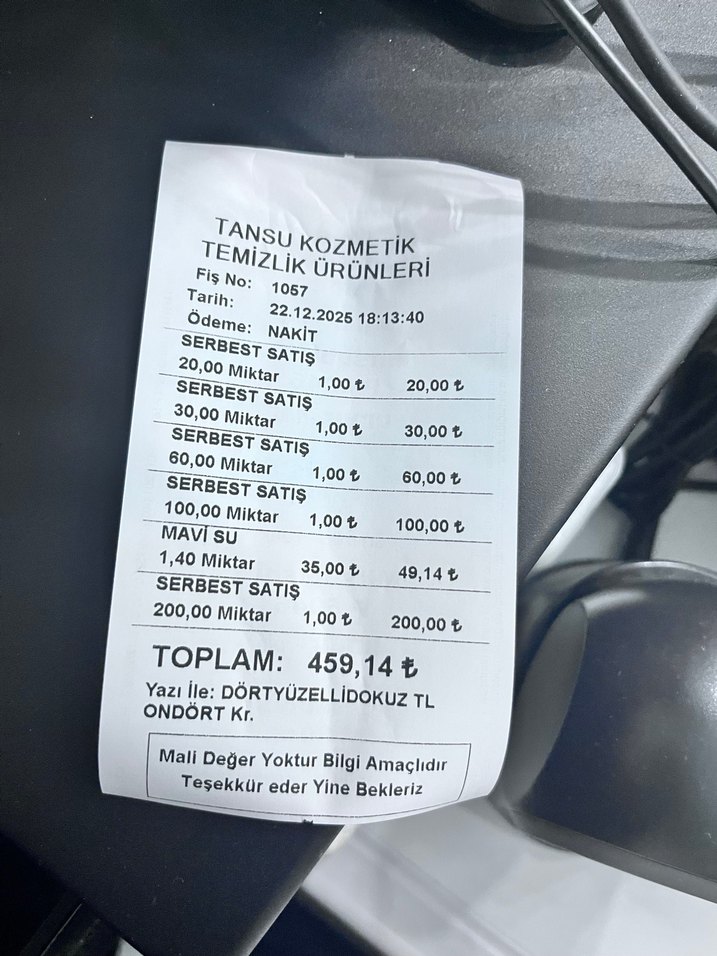 TANSU KOZMETİK
TEMİZLİK ÜRÜNLERİ
Fiş No: 1057
Tarih: 22.12.2025 18:13:40
Ödeme: NAKİT
SERBEST SATIŞ
20,00 Miktar 1,00 ₺ 20,00 ₺
SERBEST SATIŞ
30,00 Miktar 1,00 ₺ 30,00 ₺
SERBEST SATIŞ
60,00 Miktar 1,00 ₺ 60,00 ₺
SERBEST SATIŞ
100,00 Miktar 1,00 ₺ 100,00 ₺
MAVİ SU
1,40 Miktar 35,00 ₺ 49,14 ₺
SERBEST SATIŞ
200,00 Miktar 1,00 ₺ 200,00 ₺
TOPLAM: 459,14 ₺
Yazı İle: DÖRTYÜZELLİDOKUZ TL
ONDÖRT Kr.
Mali Değer Yoktur Bilgi Amaçlıdır
Teşekkür eder Yine Bekleriz